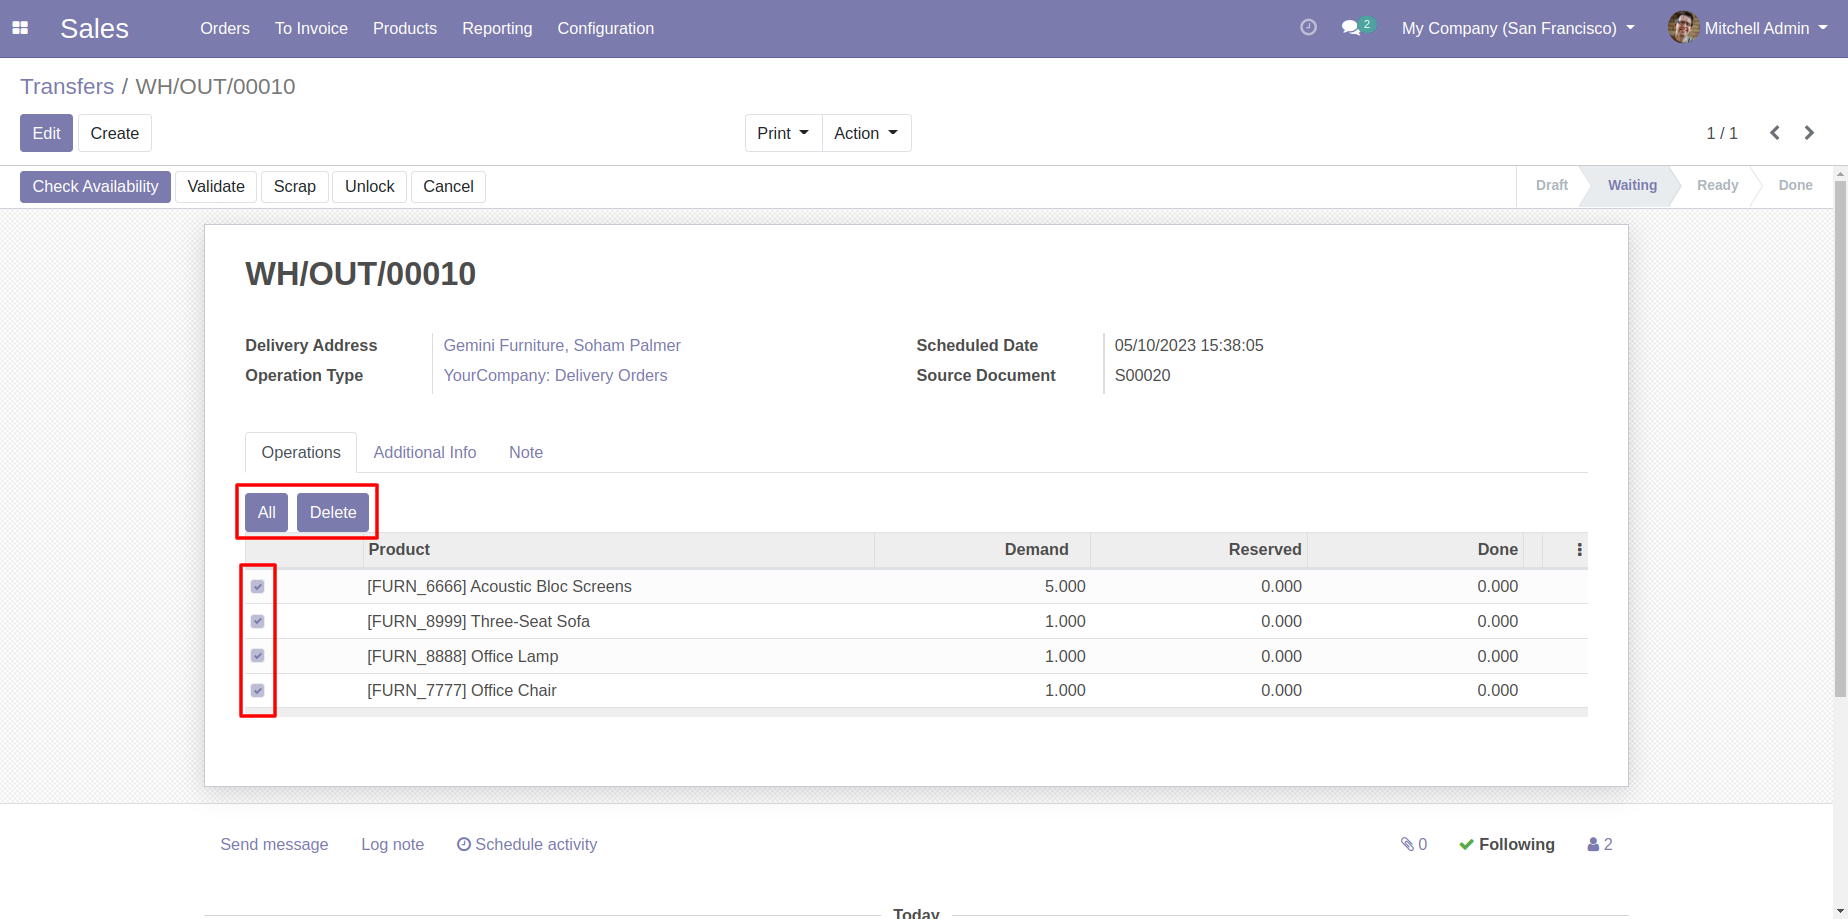 Sales Orders To Invoice Products Reporting Configuration 2 My Company (San Francisco) Mitchell Admin
Transfers / WH/OUT/00010
Edit Create Print Action 1 / 1
Check Availability Validate Scrap Unlock Cancel Draft Waiting Ready Done
WH/OUT/00010
Delivery Address Gemini Furniture, Soham Palmer Scheduled Date 05/10/2023 15:38:05
Operation Type YourCompany: Delivery Orders Source Document S00020
Operations Additional Info Note
All Delete
Product Demand Reserved Done
[FURN_6666] Acoustic Bloc Screens 5.000 0.000 0.000
[FURN_8999] Three-Seat Sofa 1.000 0.000 0.000
[FURN_8888] Office Lamp 1.000 0.000 0.000
[FURN_7777] Office Chair 1.000 0.000 0.000
Send message Log note Schedule activity 0 Following 2
Today